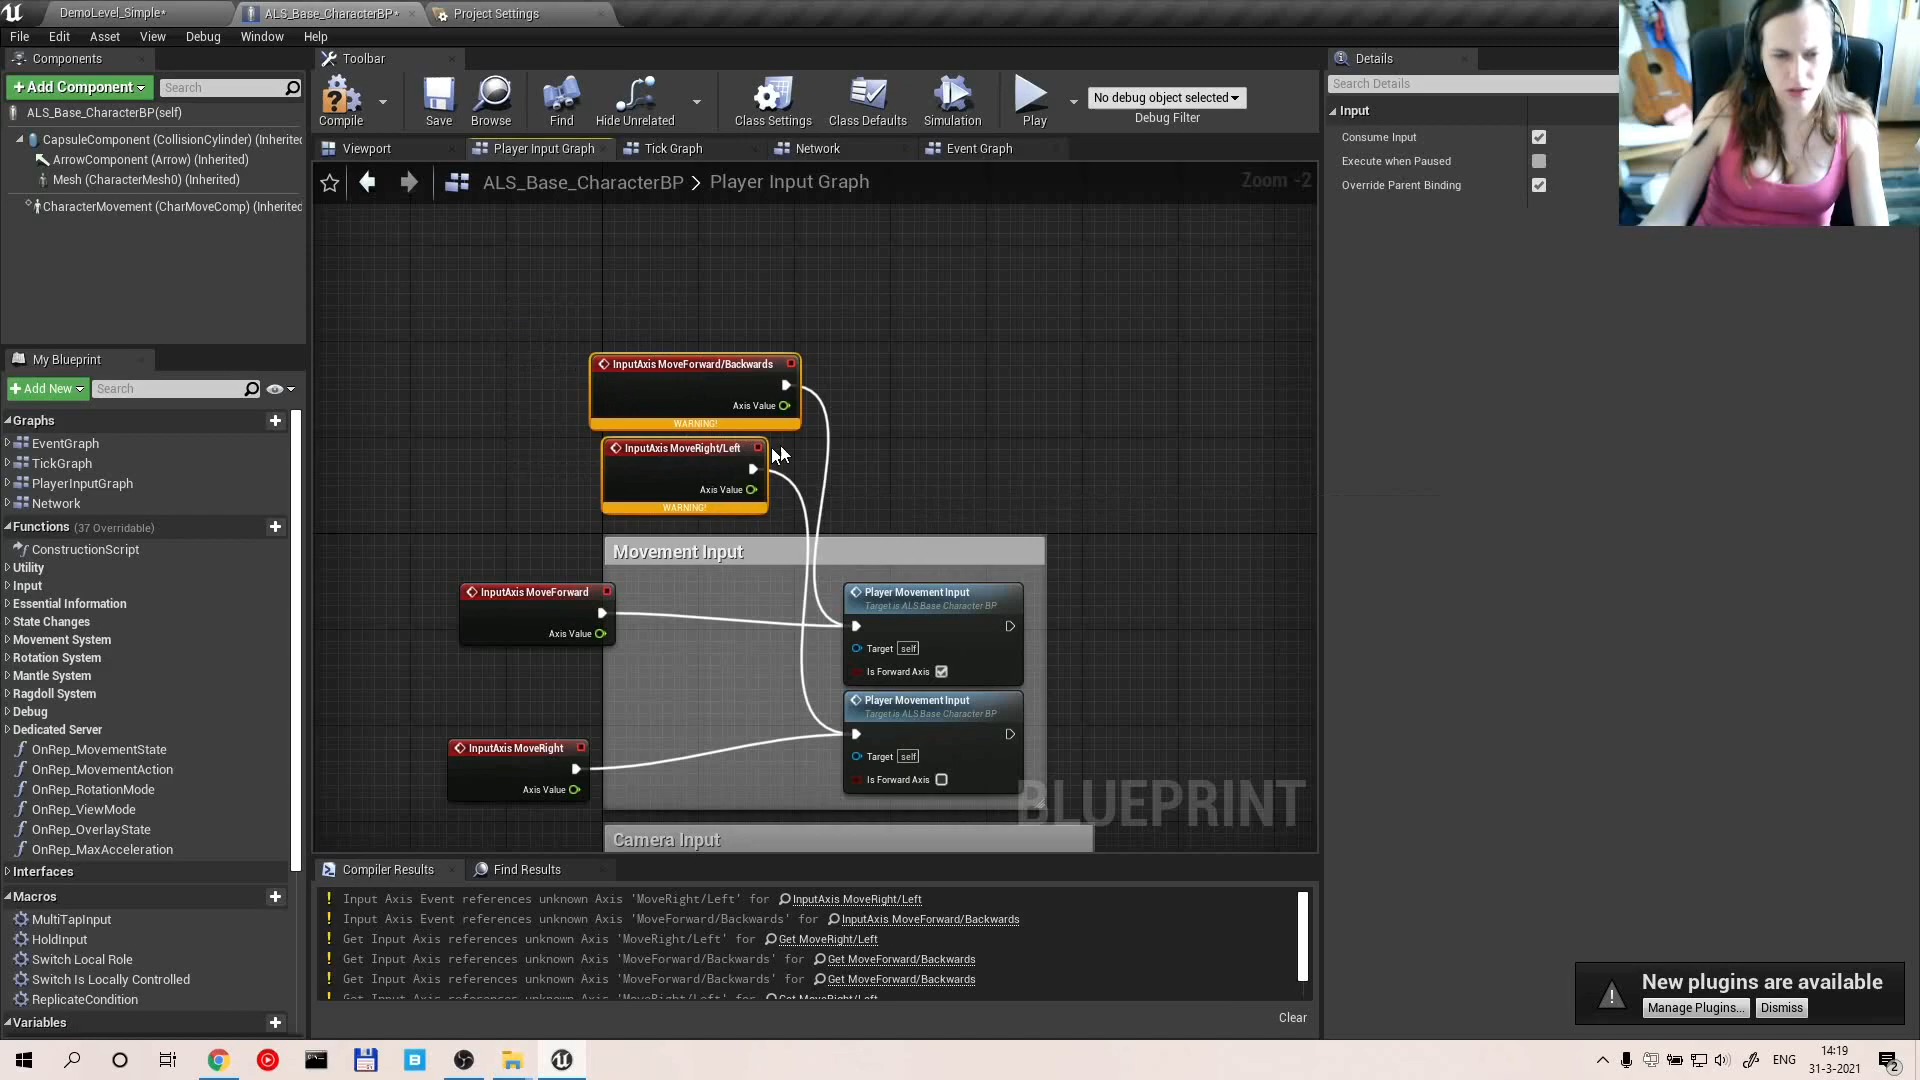 DemoLevel_Simple*
ALS_Base_CharacterBP*
Project Settings
File Edit Asset View Debug Window Help
Components
+Add Component
Search
ALS_Base_CharacterBP(self)
CapsuleComponent (CollisionCylinder) (Inherited
ArrowComponent (Arrow) (Inherited)
Mesh (CharacterMesh0) (Inherited)
CharacterMovement (CharMoveComp) (Inherited
My Blueprint
+Add New
Search
Graphs
EventGraph
TickGraph
PlayerInputGraph
Network
Functions (37 Overridable)
ConstructionScript
Utility
Input
Essential Information
State Changes
Movement System
Rotation System
Mantle System
Ragdoll System
Debug
Dedicated Server
OnRep_MovementState
OnRep_MovementAction
OnRep_RotationMode
OnRep_ViewMode
OnRep_OverlayState
OnRep_MaxAcceleration
Interfaces
Macros
MultiTapInput
HoldInput
Switch Local Role
Switch Is Locally Controlled
ReplicateCondition
Variables
Toolbar
Compile
Save
Browse
Find
Hide Unrelated
Class Settings
Class Defaults
Simulation
Play
No debug object selected
Debug Filter
Viewport
Player Input Graph
Tick Graph
Network
Event Graph
ALS_Base_CharacterBP > Player Input Graph
Zoom -2
InputAxis MoveForward/Backwards
Axis Value
WARNING!
InputAxis MoveRight/Left
Axis Value
WARNING!
Movement Input
InputAxis MoveForward
Axis Value
Player Movement Input
Target is ALS Base Character BP
Target self
Is Forward Axis
Player Movement Input
Target is ALS Base Character BP
Target self
Is Forward Axis
InputAxis MoveRight
Axis Value
BLUEPRINT
Camera Input
Compiler Results
Find Results
! Input Axis Event references unknown Axis 'MoveRight/Left' for InputAxis MoveRight/Left
! Input Axis Event references unknown Axis 'MoveForward/Backwards' for InputAxis MoveForward/Backwards
! Get Input Axis references unknown Axis 'MoveRight/Left' for Get MoveRight/Left
! Get Input Axis references unknown Axis 'MoveForward/Backwards' for Get MoveForward/Backwards
! Get Input Axis references unknown Axis 'MoveForward/Backwards' for Get MoveForward/Backwards
! Get Input Axis references unknown Axis 'MoveRight/Left' for Get MoveRight/Left
Clear
Details
Search Details
Input
Consume Input
Execute when Paused
Override Parent Binding
New plugins are available
Manage Plugins...
Dismiss
ENG
14:19
31-3-2021
2